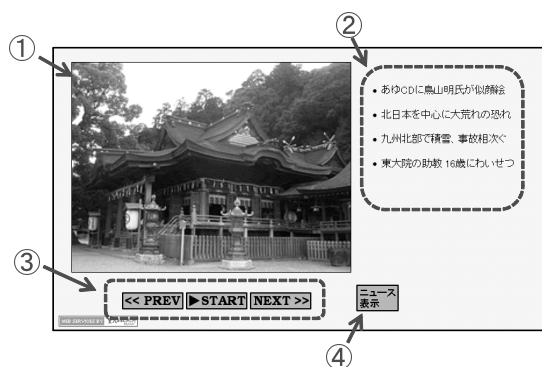 ①
②
・あゆCDに鳥山明氏が似顔絵
・北日本を中心に大荒れの恐れ
・九州北部で積雪、事故相次ぐ
・東大院の助教 16歳にわいせつ
③
<< PREV ▶START NEXT >>
ニュース
表示
WEB SERVICES BY
④